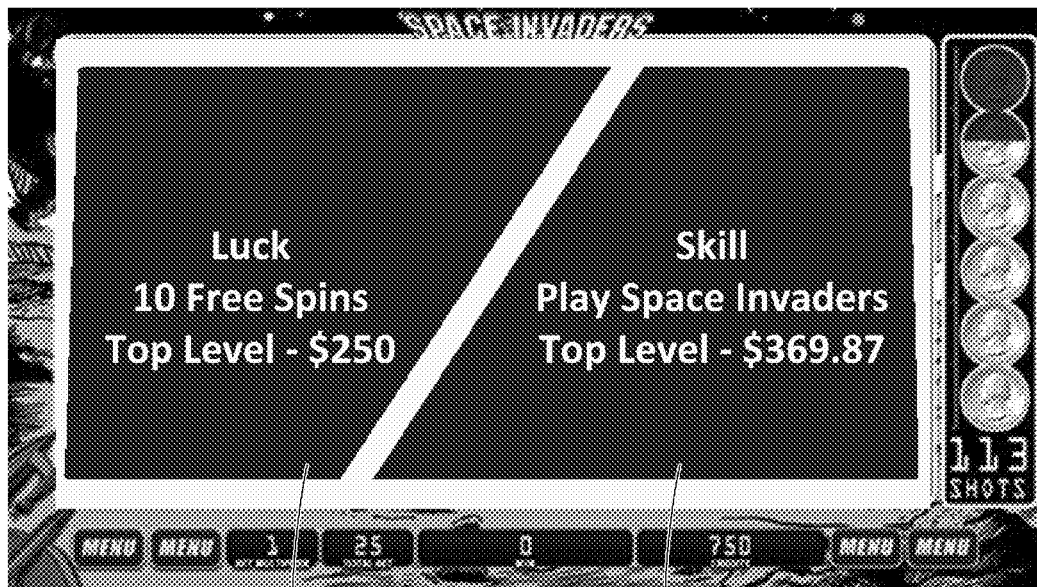 SPACE INVADERS
Luck
10 Free Spins
Top Level - $250
Skill
Play Space Invaders
Top Level - $369.87
113
SHOTS
MENU
MENU
1
25
0
WIN
750
MENU
MENU